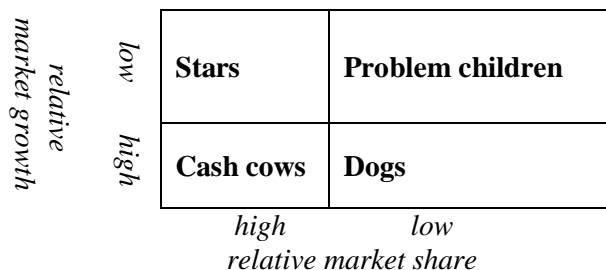 relative
market growth
low
high
Stars
Problem children
Cash cows
Dogs
high
low
relative market share